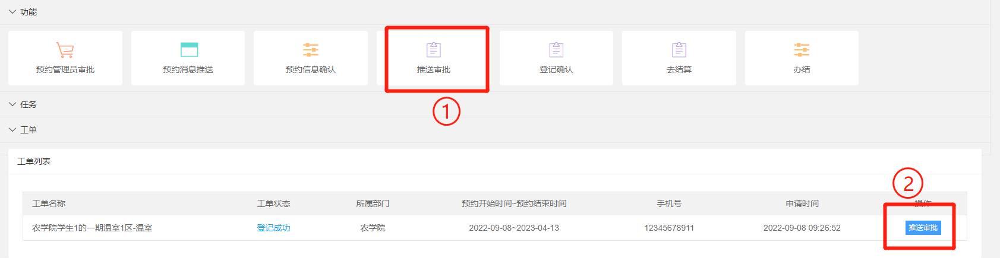 功能
预约管理员审批 预约消息推送 预约信息确认 推送审批 登记确认 去结算 办结
1
任务
工单
工单列表
2
工单名称 工单状态 所属部门 预约开始时间~预约结束时间 手机号 申请时间 操作
农学院学生1的一期温室1区-温室 登记成功 农学院 2022-09-08~2023-04-13 12345678911 2022-09-08 09:26:52 推送审批